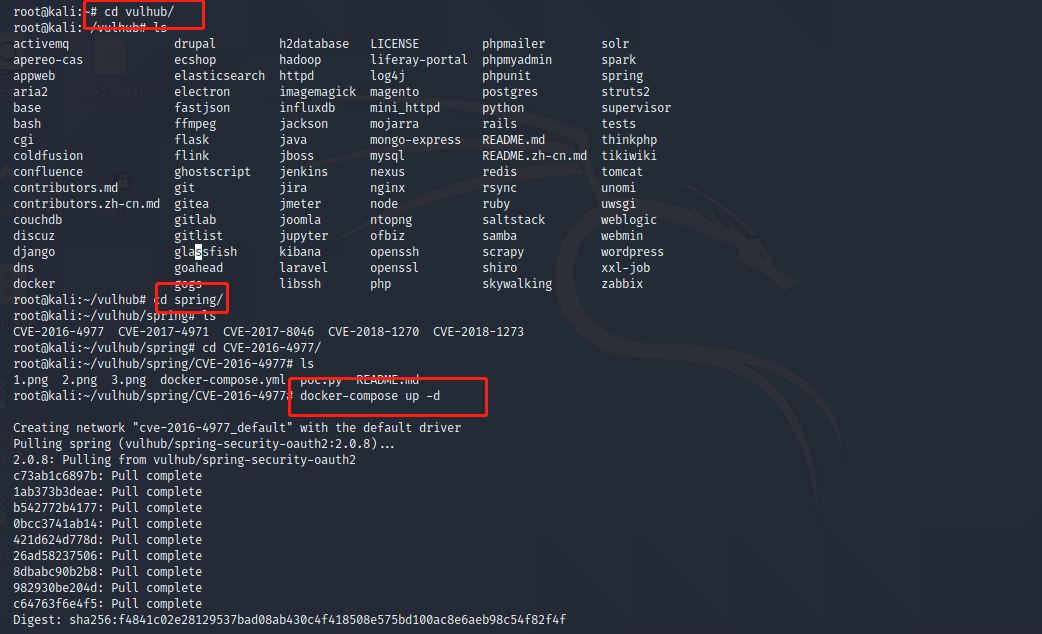 root@kali:~# cd vulhub/
root@kali:~/vulhub# ls
activemq drupal h2database LICENSE phpmailer solr
apereo-cas ecshop hadoop liferay-portal phpmyadmin spark
appweb elasticsearch httpd log4j phpunit spring
aria2 electron imagemagick magento postgres struts2
base fastjson influxdb mini_httpd python supervisor
bash ffmpeg jackson mojarra rails tests
cgi flask java mongo-express README.md thinkphp
coldfusion flink jboss mysql README.zh-cn.md tikiwiki
confluence ghostscript jenkins nexus redis tomcat
contributors.md git jira nginx rsync unomi
contributors.zh-cn.md gitea jmeter node ruby uwsgi
couchdb gitlab joomla ntopng saltstack weblogic
discuz gitlist jupyter ofbiz samba webmin
django glassfish kibana openssh scrapy wordpress
dns goahead laravel openssl shiro xxl-job
docker gogs libssh php skywalking zabbix
root@kali:~/vulhub# cd spring/
root@kali:~/vulhub/spring# ls
CVE-2016-4977 CVE-2017-4971 CVE-2017-8046 CVE-2018-1270 CVE-2018-1273
root@kali:~/vulhub/spring# cd CVE-2016-4977/
root@kali:~/vulhub/spring/CVE-2016-4977# ls
1.png 2.png 3.png docker-compose.yml poc.py README.md
root@kali:~/vulhub/spring/CVE-2016-4977# docker-compose up -d
Creating network "cve-2016-4977_default" with the default driver
Pulling spring (vulhub/spring-security-oauth2:2.0.8)...
2.0.8: Pulling from vulhub/spring-security-oauth2
c73ab1c6897b: Pull complete
1ab373b3deae: Pull complete
b542772b4177: Pull complete
0bcc3741ab14: Pull complete
421d624d778d: Pull complete
26ad58237506: Pull complete
8dbabc90b2b8: Pull complete
982930be204d: Pull complete
c64763f6e4f5: Pull complete
Digest: sha256:f4841c02e28129537bad08ab430c4f418508e575bd100ac8e6aeb98c54f82f4f